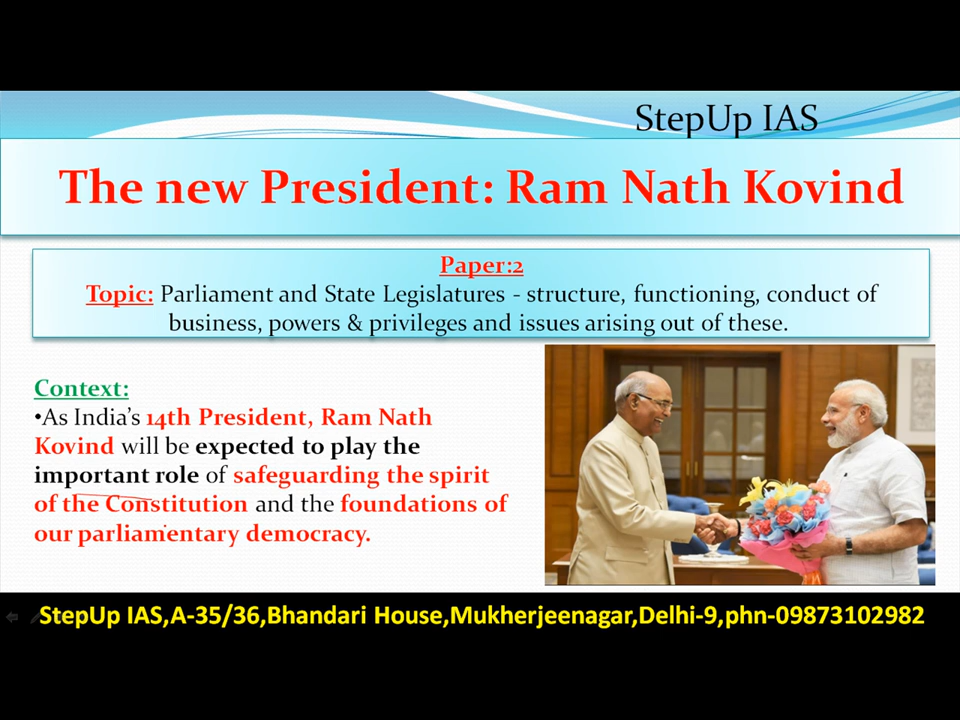 StepUp IAS
The new President: Ram Nath Kovind
Paper:2
Topic: Parliament and State Legislatures - structure, functioning, conduct of
business, powers & privileges and issues arising out of these.
Context:
•As India’s 14th President, Ram Nath
Kovind will be expected to play the
important role of safeguarding the spirit
of the Constitution and the foundations of
our parliamentary democracy.
StepUp IAS,A-35/36,Bhandari House,Mukherjeenagar,Delhi-9,phn-09873102982